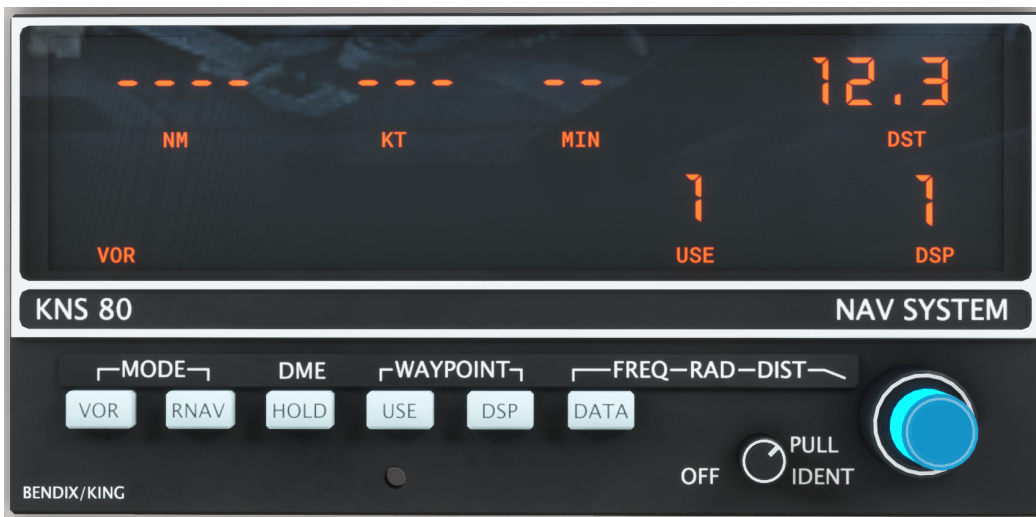 ---- --- -- 12.3
NM KT MIN DST
1 1
VOR USE DSP
KNS 80 NAV SYSTEM
MODE DME WAYPOINT FREQ-RAD-DIST
VOR RNAV HOLD USE DSP DATA
PULL
OFF IDENT
BENDIX/KING